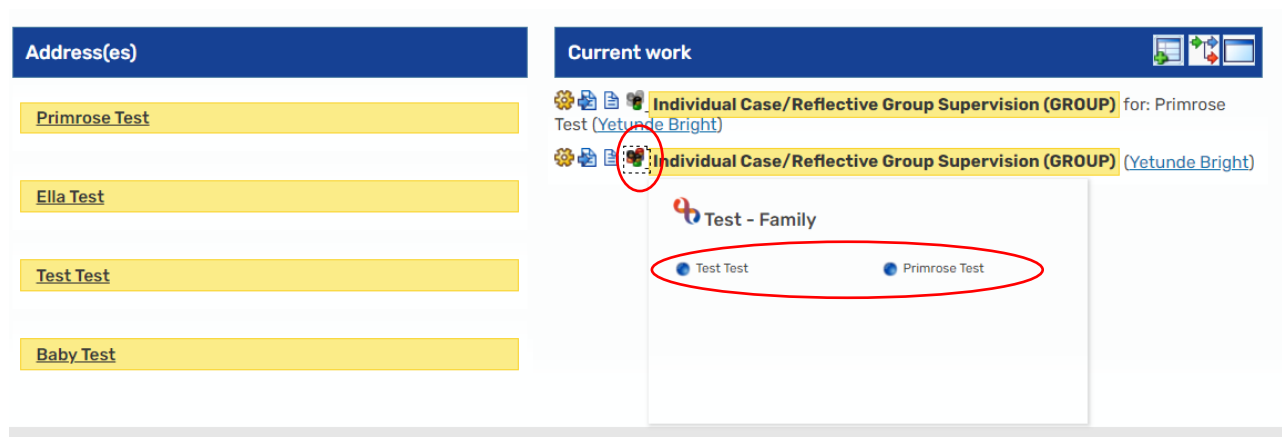 Address(es)
Primrose Test
Ella Test
Test Test
Baby Test
Current work
Individual Case/Reflective Group Supervision (GROUP) for: Primrose
Test (Yetunde Bright)
Individual Case/Reflective Group Supervision (GROUP) (Yetunde Bright)
Test - Family
Test Test Primrose Test